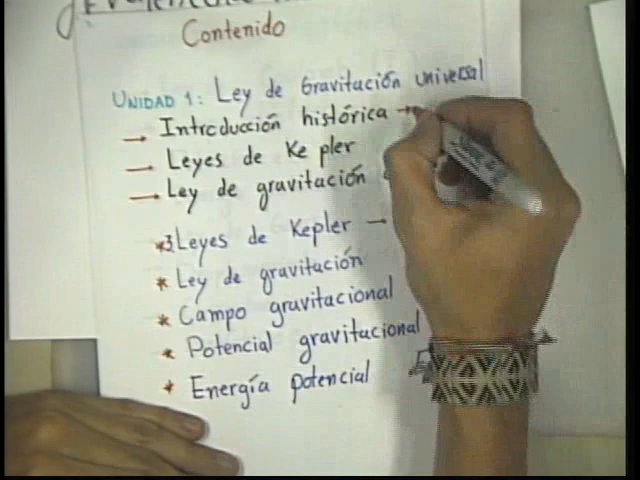 Contenido
UNIDAD 1: Ley de Gravitación universal
→ Introducción histórica →
→ Leyes de Kepler
→ Ley de gravitación
*3 Leyes de Kepler →
* Ley de gravitación
* Campo gravitacional
* Potencial gravitacional
* Energía potencial